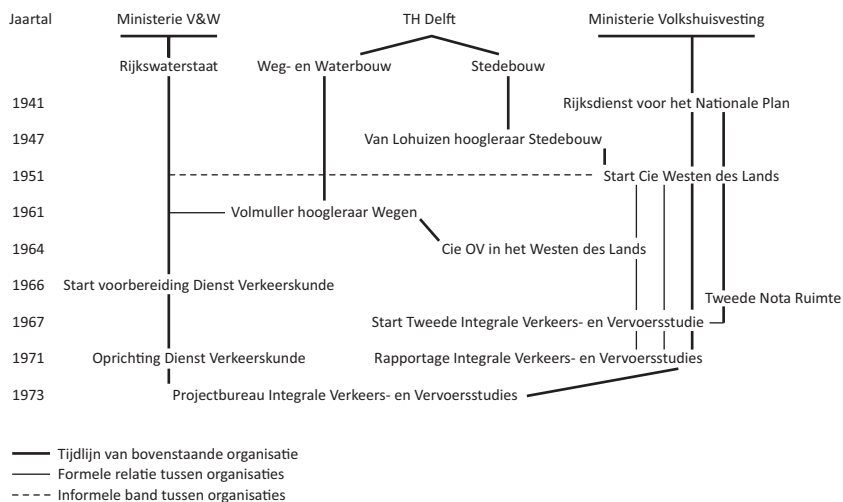 Jaartal Ministerie V&W TH Delft Ministerie Volkshuisvesting
Rijkswaterstaat Weg- en Waterbouw Stedebouw
1941 Rijksdienst voor het Nationale Plan
1947 Van Lohuizen hoogleraar Stedebouw
1951 Start Cie Westen des Lands
1961 Volmuller hoogleraar Wegen
1964 Cie OV in het Westen des Lands
1966 Start voorbereiding Dienst Verkeerskunde
Tweede Nota Ruimte
1967 Start Tweede Integrale Verkeers- en Vervoersstudie
1971 Oprichting Dienst Verkeerskunde Rapportage Integrale Verkeers- en Vervoersstudies
1973 Projectbureau Integrale Verkeers- en Vervoersstudies
Tijdlijn van bovenstaande organisatie
Formele relatie tussen organisaties
Informele band tussen organisaties